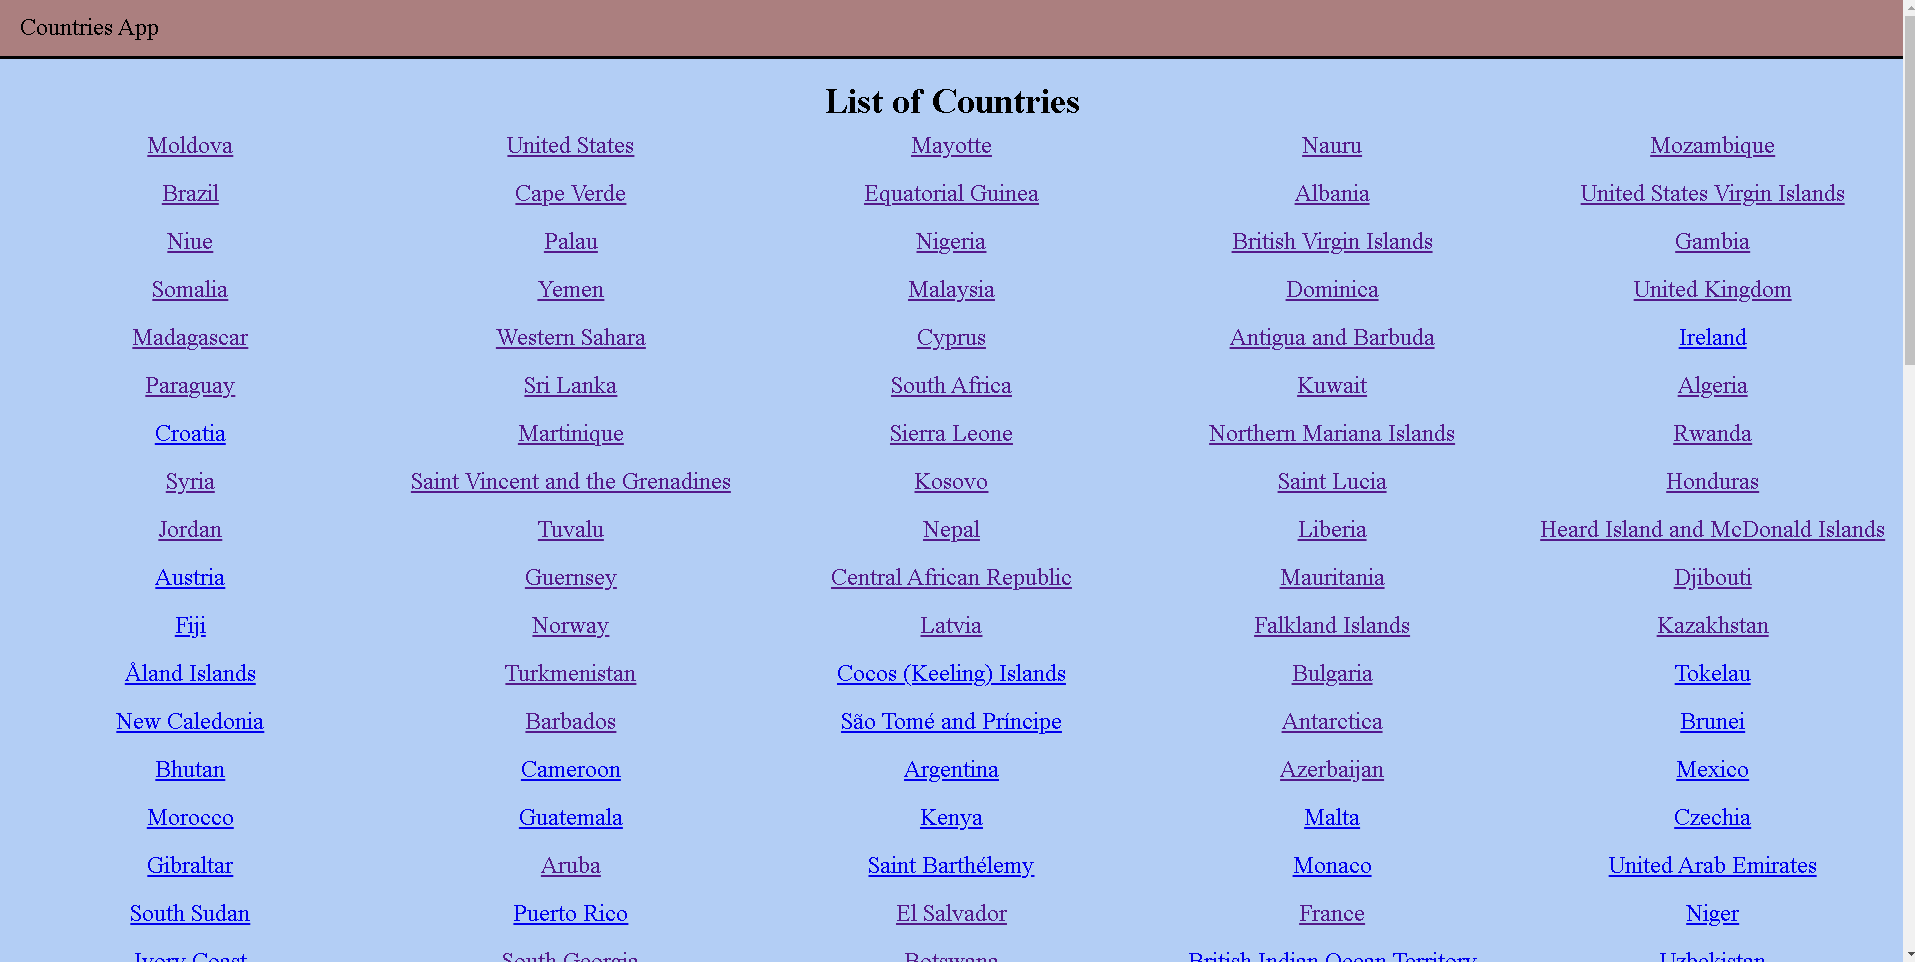 Countries App
List of Countries
Moldova United States Mayotte Nauru Mozambique
Brazil Cape Verde Equatorial Guinea Albania United States Virgin Islands
Niue Palau Nigeria British Virgin Islands Gambia
Somalia Yemen Malaysia Dominica United Kingdom
Madagascar Western Sahara Cyprus Antigua and Barbuda Ireland
Paraguay Sri Lanka South Africa Kuwait Algeria
Croatia Martinique Sierra Leone Northern Mariana Islands Rwanda
Syria Saint Vincent and the Grenadines Kosovo Saint Lucia Honduras
Jordan Tuvalu Nepal Liberia Heard Island and McDonald Islands
Austria Guernsey Central African Republic Mauritania Djibouti
Fiji Norway Latvia Falkland Islands Kazakhstan
Åland Islands Turkmenistan Cocos (Keeling) Islands Bulgaria Tokelau
New Caledonia Barbados São Tomé and Príncipe Antarctica Brunei
Bhutan Cameroon Argentina Azerbaijan Mexico
Morocco Guatemala Kenya Malta Czechia
Gibraltar Aruba Saint Barthélemy Monaco United Arab Emirates
South Sudan Puerto Rico El Salvador France Niger
Ivory Coast South Georgia Botswana British Indian Ocean Territory Uzbekistan